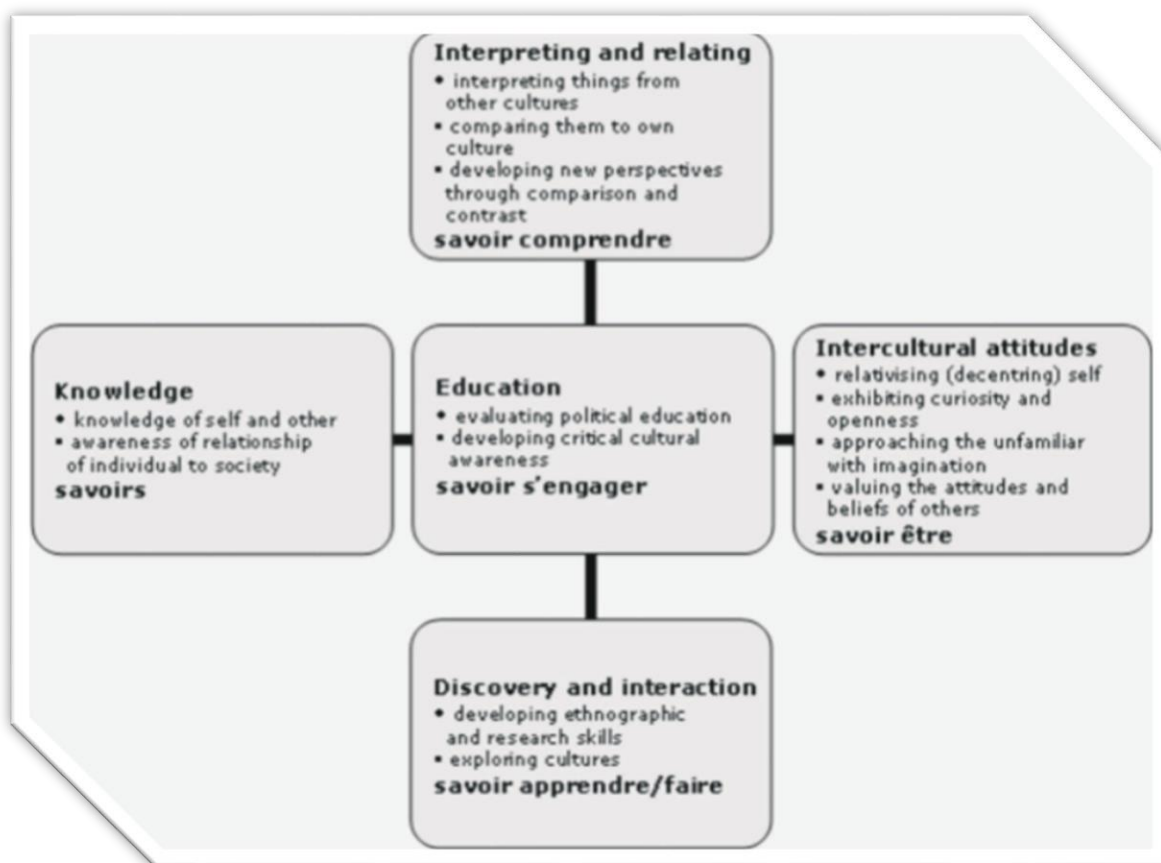 Interpreting and relating
• interpreting things from
other cultures
▪ comparing them to own
culture
▪ developing new perspectives
through comparison and
contrast
savoir comprendre
Knowledge
• knowledge of self and other
▪ awareness of relationship
of individual to society
savoirs
Education
• evaluating political education
▪ developing critical cultural
awareness
savoir s'engager
Intercultural attitudes
• relativising (decentring) self
▪ exhibiting curiosity and
openness
▪ approaching the unfamiliar
with imagination
▪ valuing the attitudes and
beliefs of others
savoir être
Discovery and interaction
• developing ethnographic
and research skills
▪ exploring cultures
savoir apprendre/faire